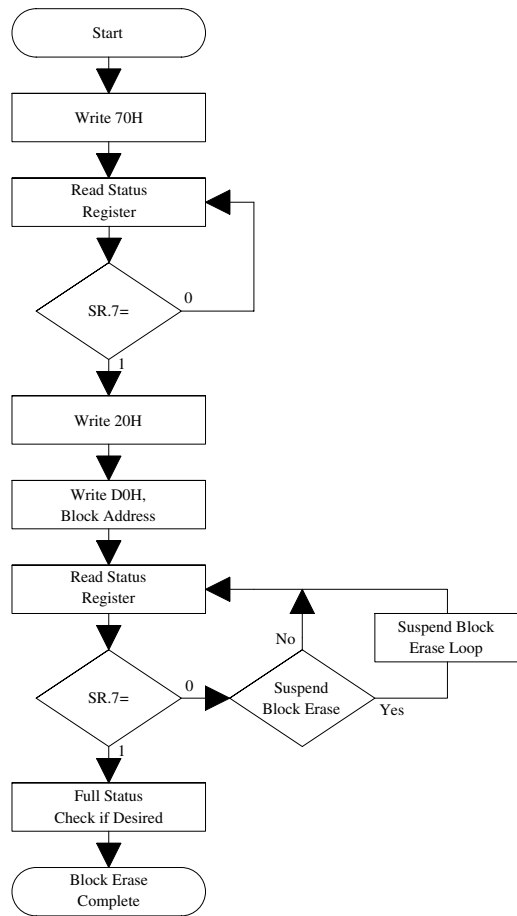 Start
Write 70H
Read Status
Register
SR.7=
0
1
Write 20H
Write D0H,
Block Address
Read Status
Register
No
Suspend Block
Erase Loop
SR.7=
0
Suspend
Block Erase
Yes
1
Full Status
Check if Desired
Block Erase
Complete